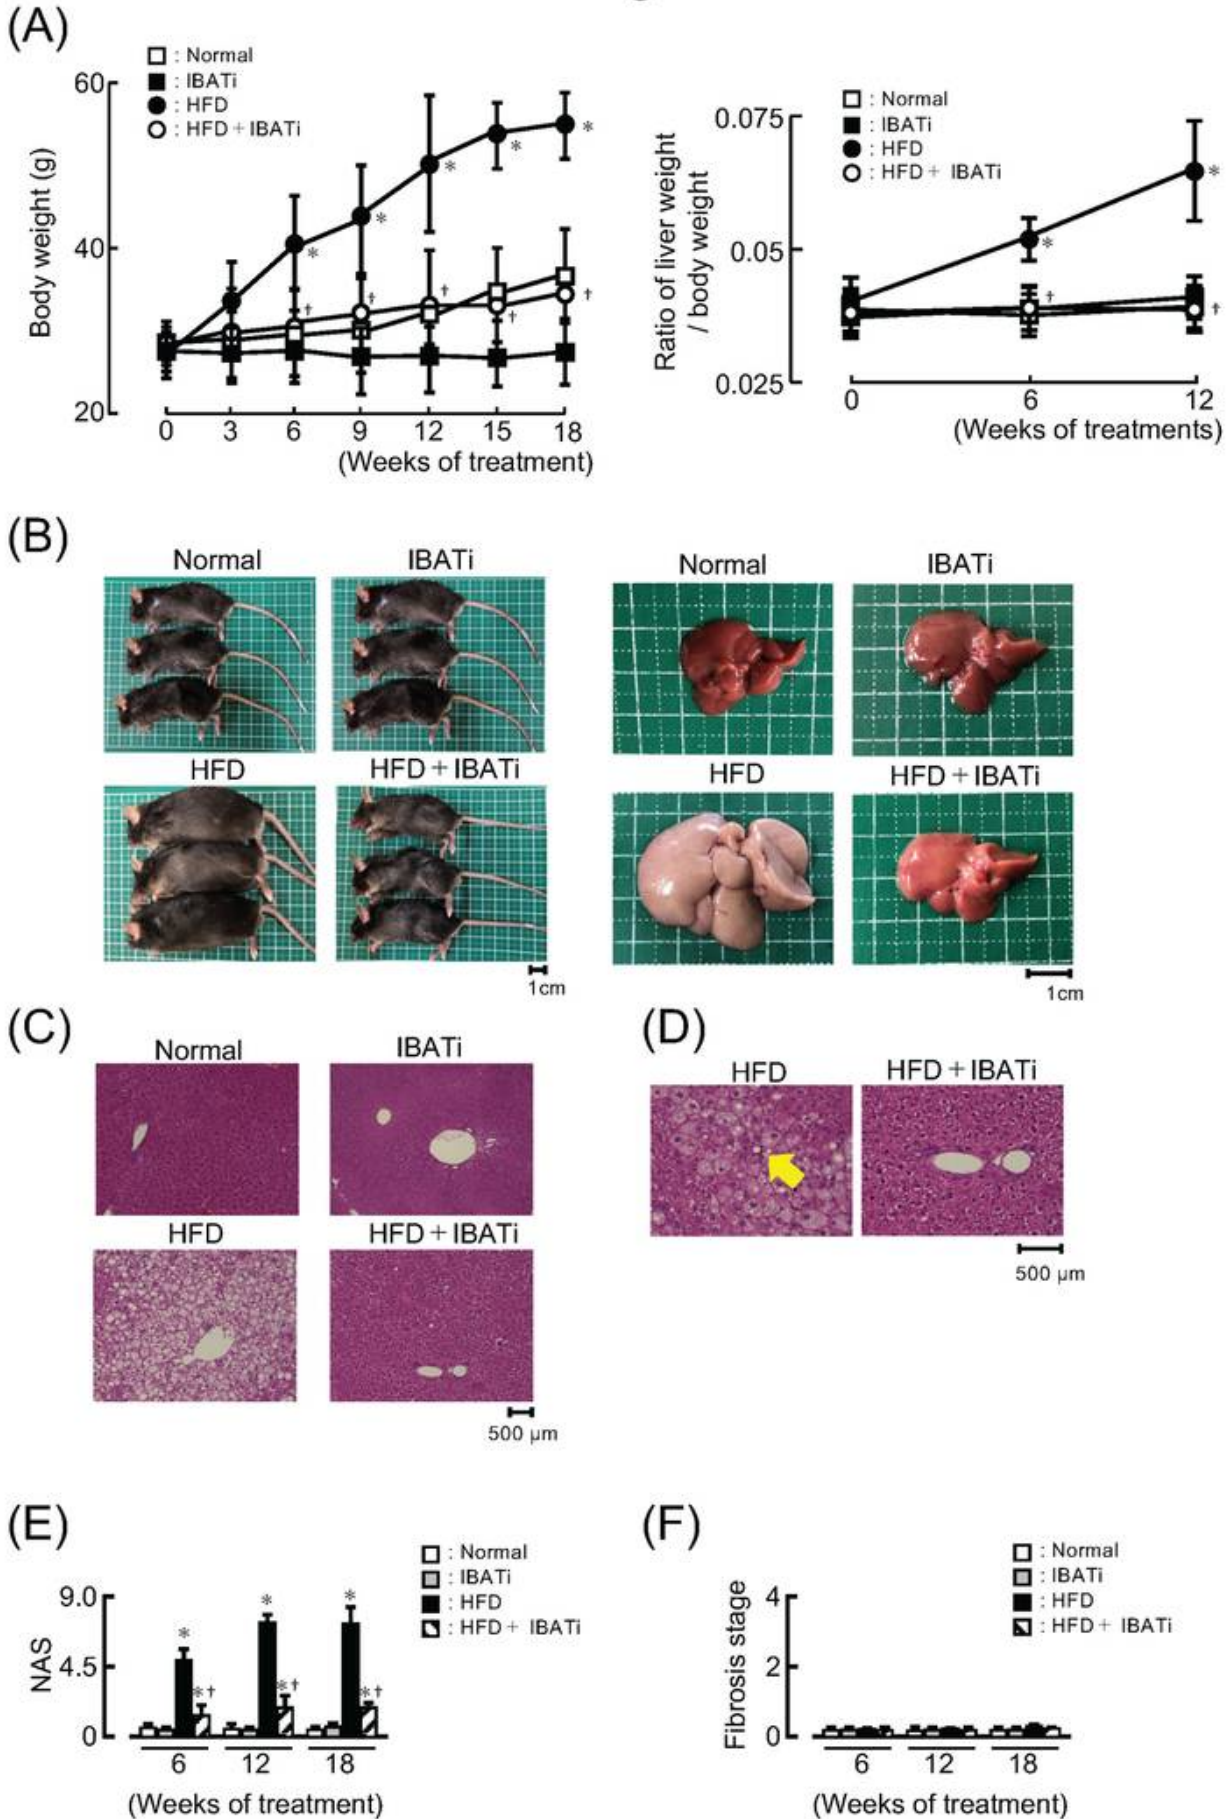 (A)
□ : Normal
■ : IBATi
● : HFD
○ : HFD + IBATi
Body weight (g)
60
40
20
*
*
*
*
*
†
†
†
†
†
0 3 6 9 12 15 18
(Weeks of treatment)
□ : Normal
■ : IBATi
● : HFD
○ : HFD + IBATi
Ratio of liver weight
/ body weight
0.075
0.05
0.025
*
*
†
†
0 6 12
(Weeks of treatments)
(B)
Normal IBATi
HFD HFD + IBATi
1cm
Normal IBATi
HFD HFD + IBATi
1cm
(C)
Normal IBATi
HFD HFD + IBATi
500 µm
(D)
HFD HFD + IBATi
500 µm
(E)
: Normal
: IBATi
: HFD
: HFD + IBATi
NAS
9.0
4.5
0
* * *
*† *† *†
6 12 18
(Weeks of treatment)
(F)
: Normal
: IBATi
: HFD
: HFD + IBATi
Fibrosis stage
4
2
0
6 12 18
(Weeks of treatment)